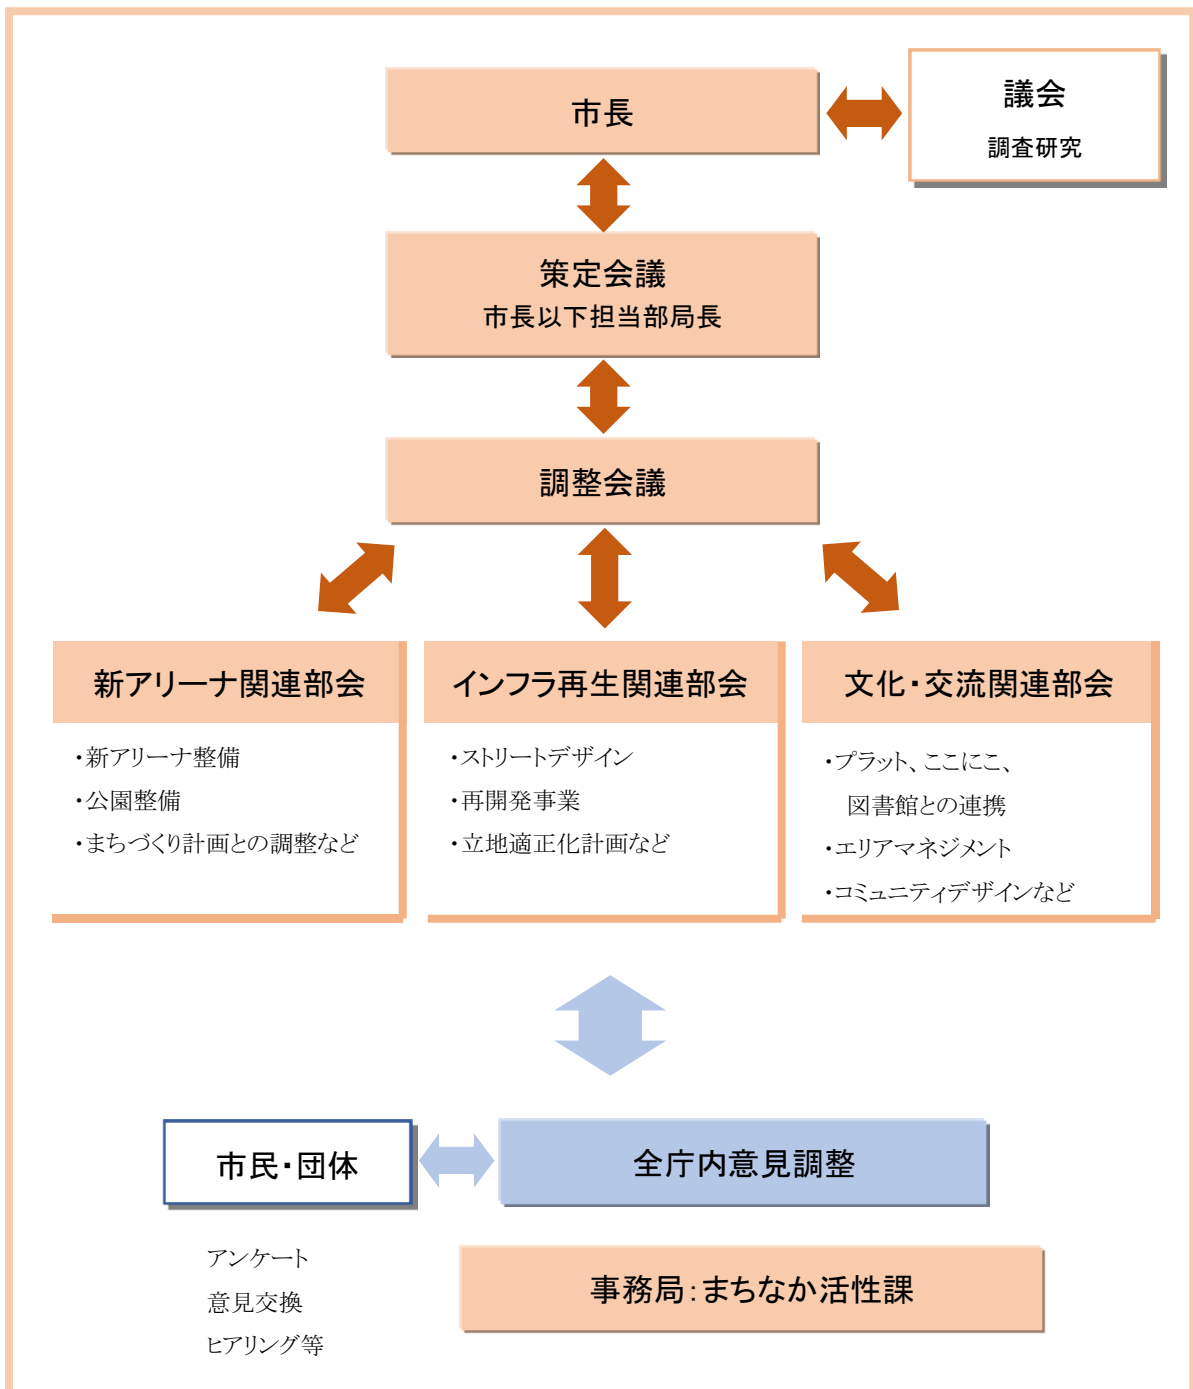 市長
議会
調査研究
策定会議
市長以下担当部局長
調整会議
新アリーナ関連部会
・新アリーナ整備
・公園整備
・まちづくり計画との調整など
インフラ再生関連部会
・ストリートデザイン
・再開発事業
・立地適正化計画など
文化・交流関連部会
・プラット、ここにこ、
図書館との連携
・エリアマネジメント
・コミュニティデザインなど
市民・団体
全庁内意見調整
アンケート
意見交換
ヒアリング等
事務局：まちなか活性課